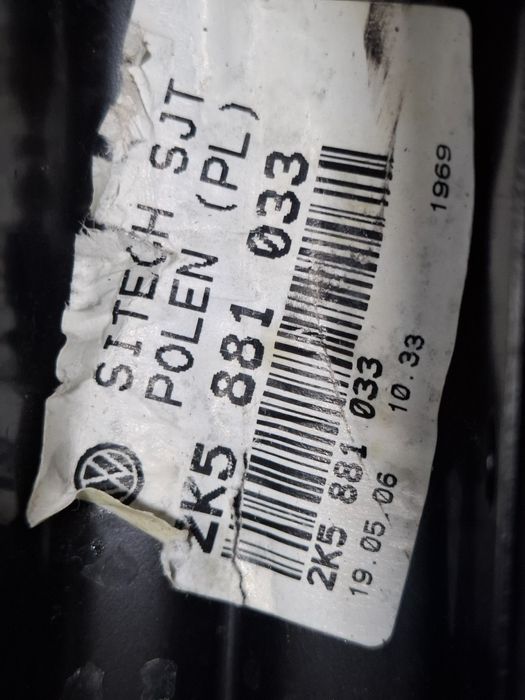 SITECH SJT
POLEN (PL)
2K5 881 033
2K5 881 033
19.05.06 10.33
1969